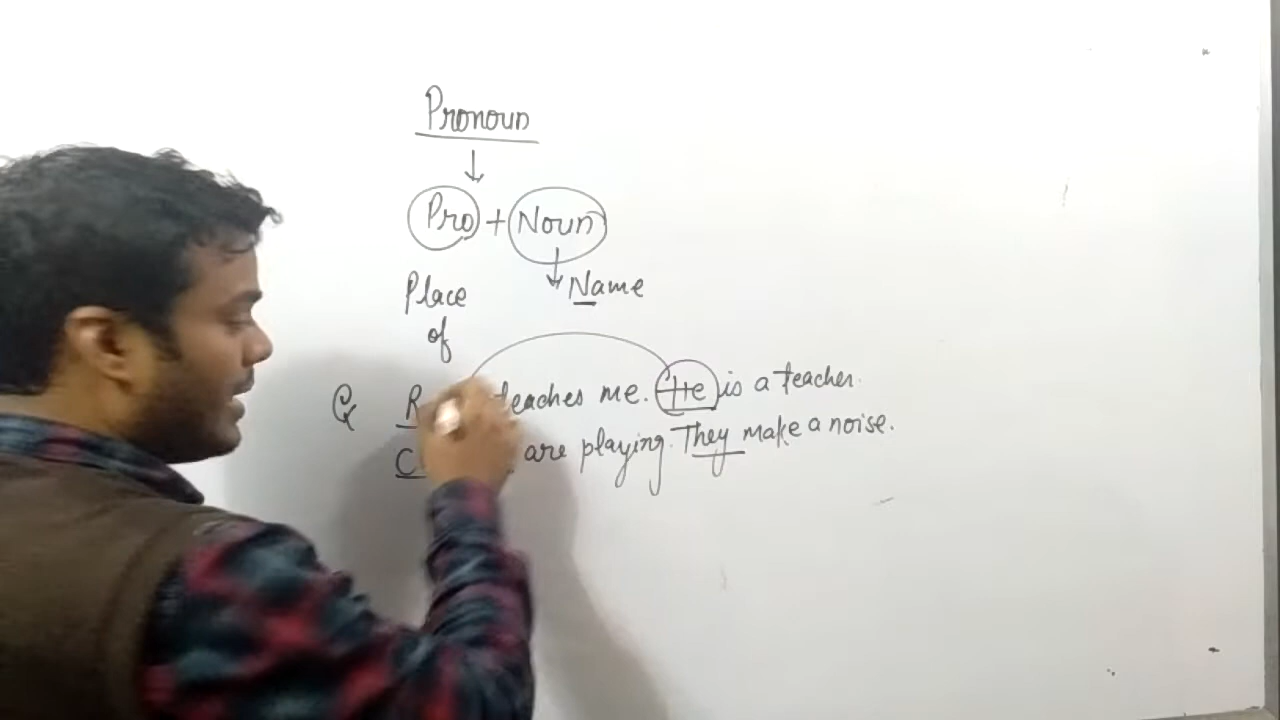 Pronoun
Pro + Noun
Name
Place
of
teaches me. He is a teacher.
are playing. They make a noise.